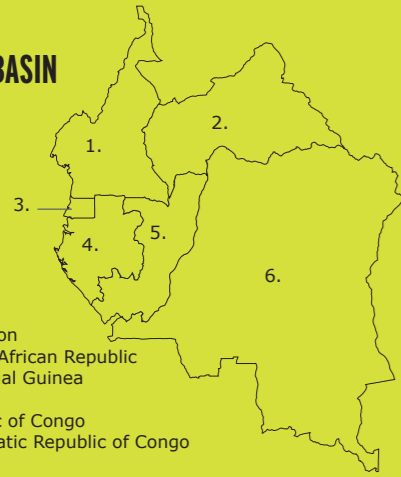 BASIN
1.
2.
3.
4.
5.
6.
on
African Republic
al Guinea
c of Congo
atic Republic of Congo